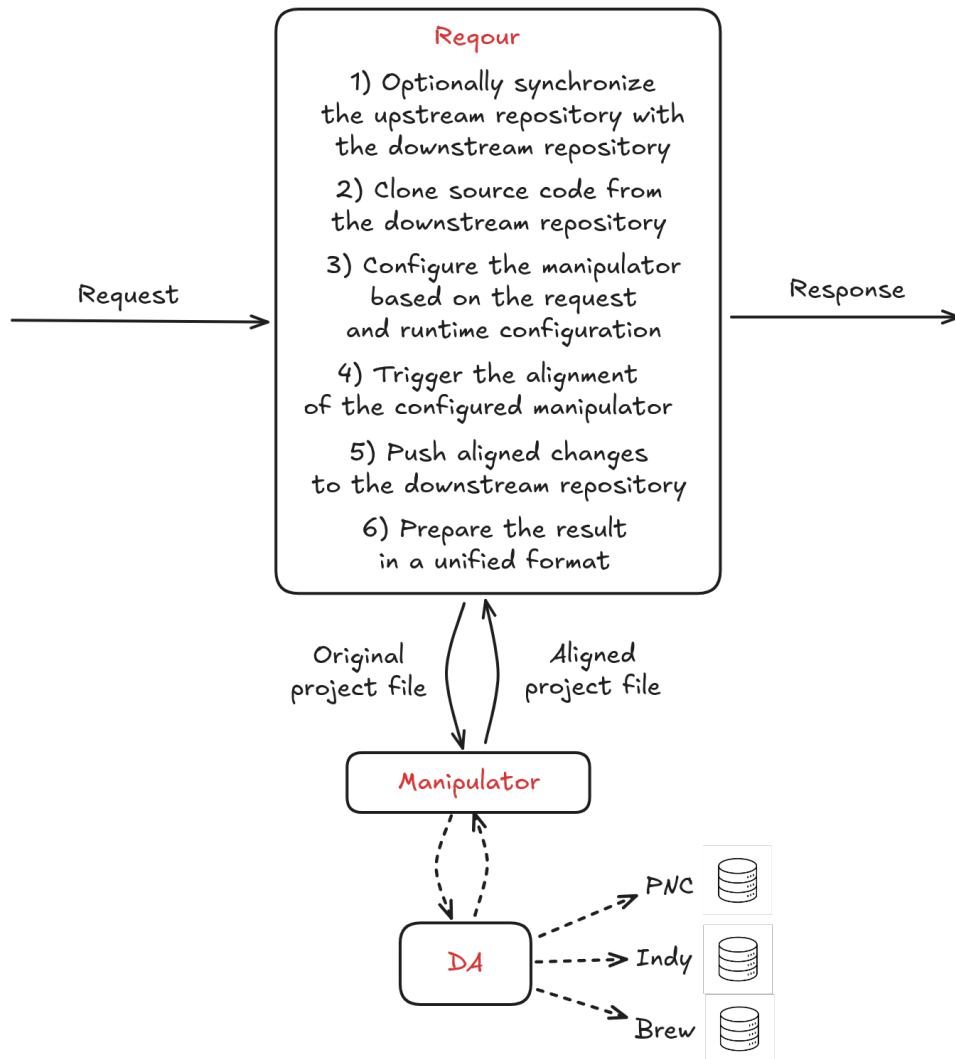 Reqour
1) Optionally synchronize
the upstream repository with
the downstream repository
2) Clone source code from
the downstream repository
3) Configure the manipulator
based on the request
and runtime configuration
4) Trigger the alignment
of the configured manipulator
5) Push aligned changes
to the downstream repository
6) Prepare the result
in a unified format
Request
Response
Original
project file
Aligned
project file
Manipulator
DA
PNC
Indy
Brew